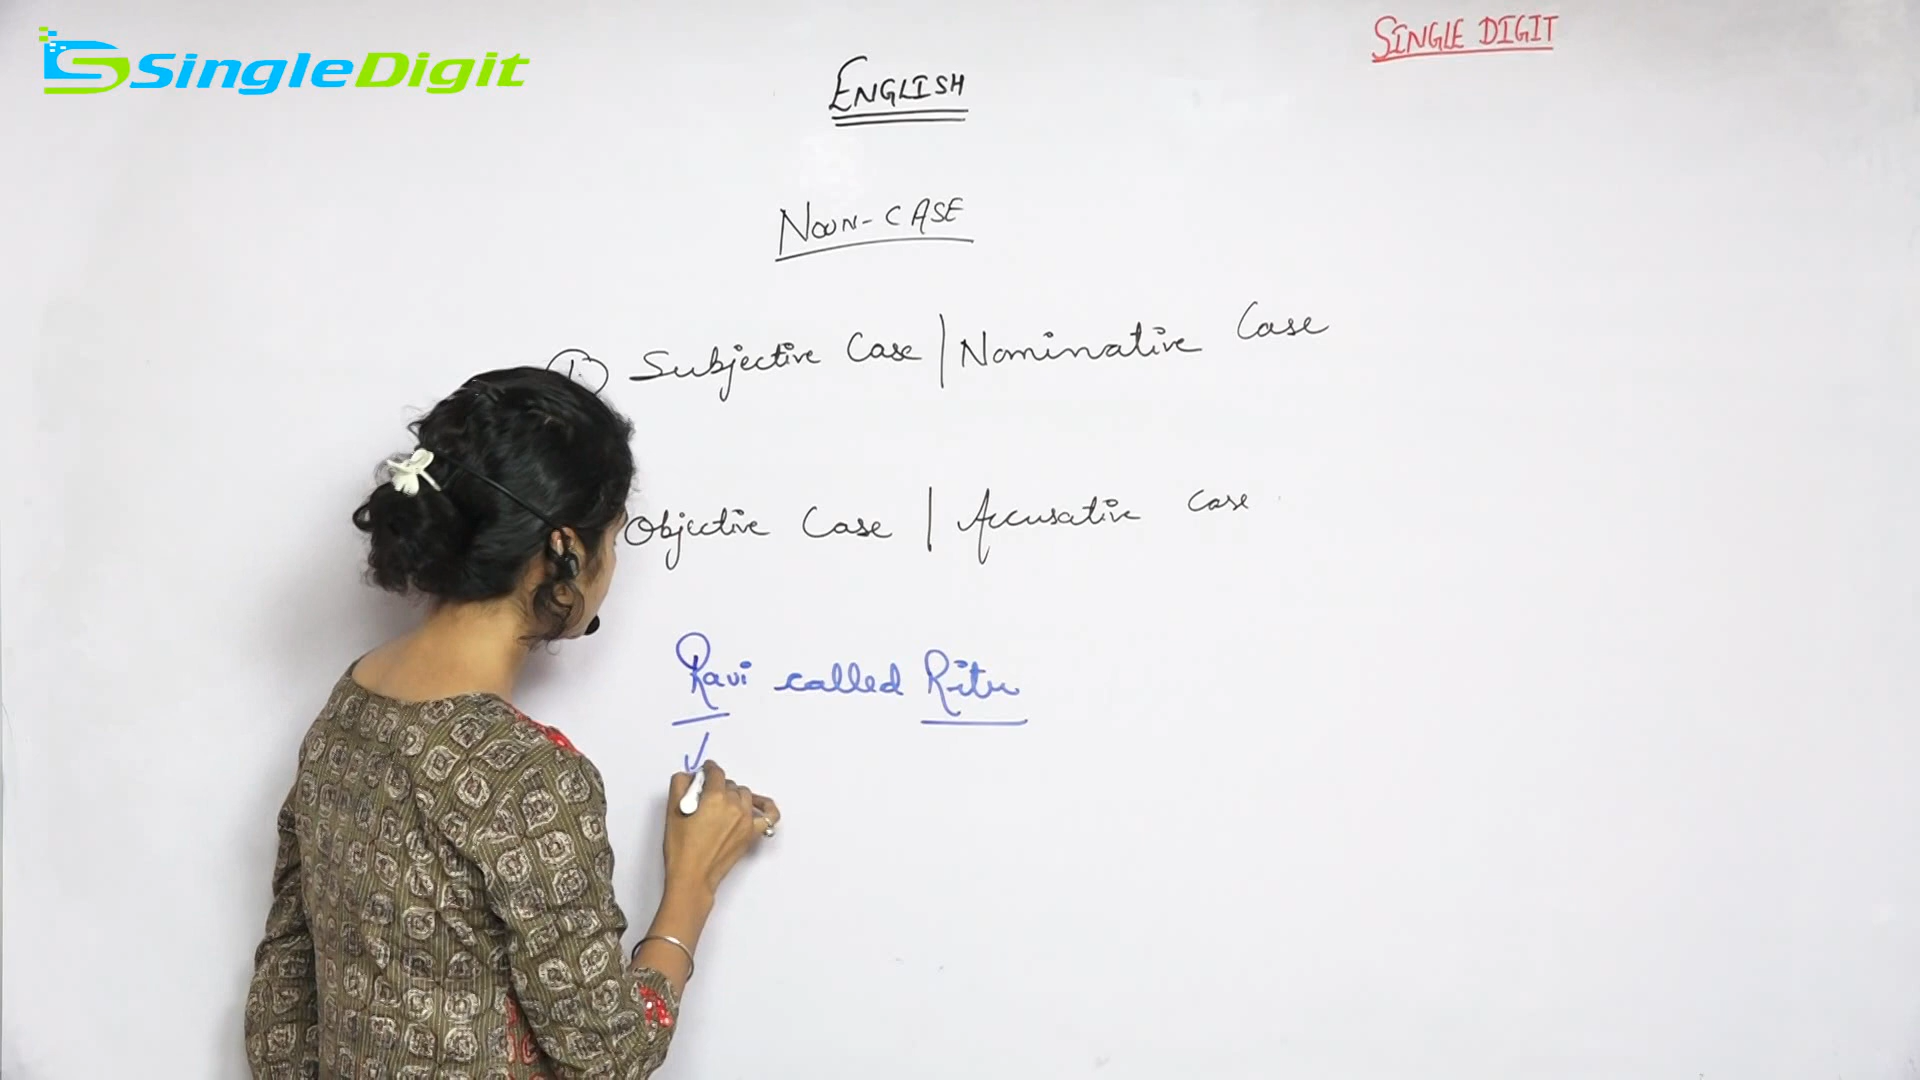 SingleDigit
SINGLE DIGIT
ENGLISH
NOUN-CASE
1.) Subjective Case | Nominative Case
Objective Case | Accusative Case
Ravi called Ritu